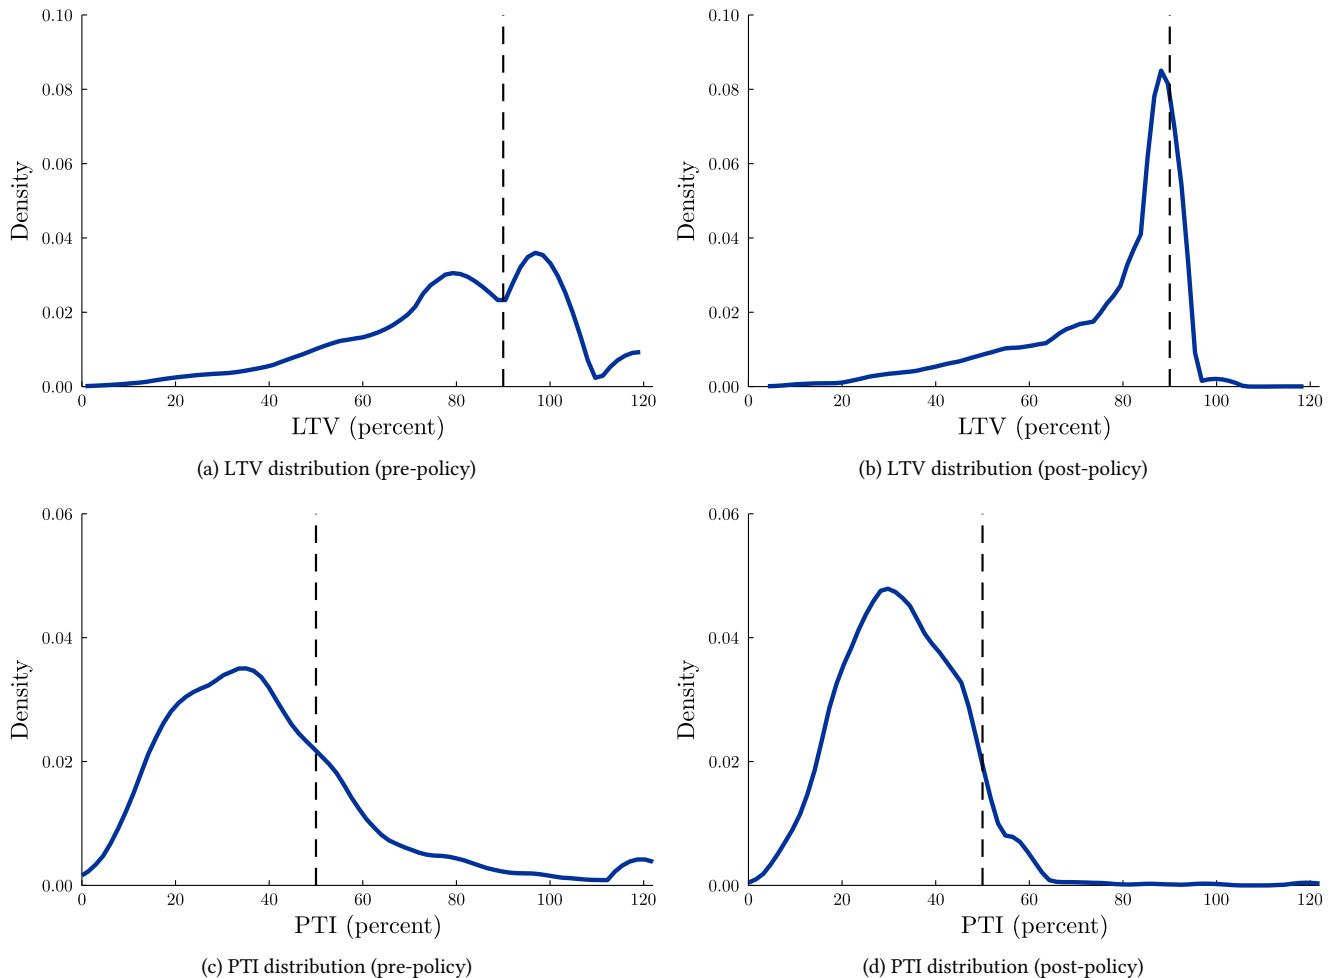 0.10
0.08
0.06
0.04
0.02
0.00
Density
0 20 40 60 80 100 120
LTV (percent)
(a) LTV distribution (pre-policy)
0.10
0.08
0.06
0.04
0.02
0.00
Density
0 20 40 60 80 100 120
LTV (percent)
(b) LTV distribution (post-policy)
0.06
0.04
0.02
0.00
Density
0 20 40 60 80 100 120
PTI (percent)
(c) PTI distribution (pre-policy)
0.06
0.04
0.02
0.00
Density
0 20 40 60 80 100 120
PTI (percent)
(d) PTI distribution (post-policy)